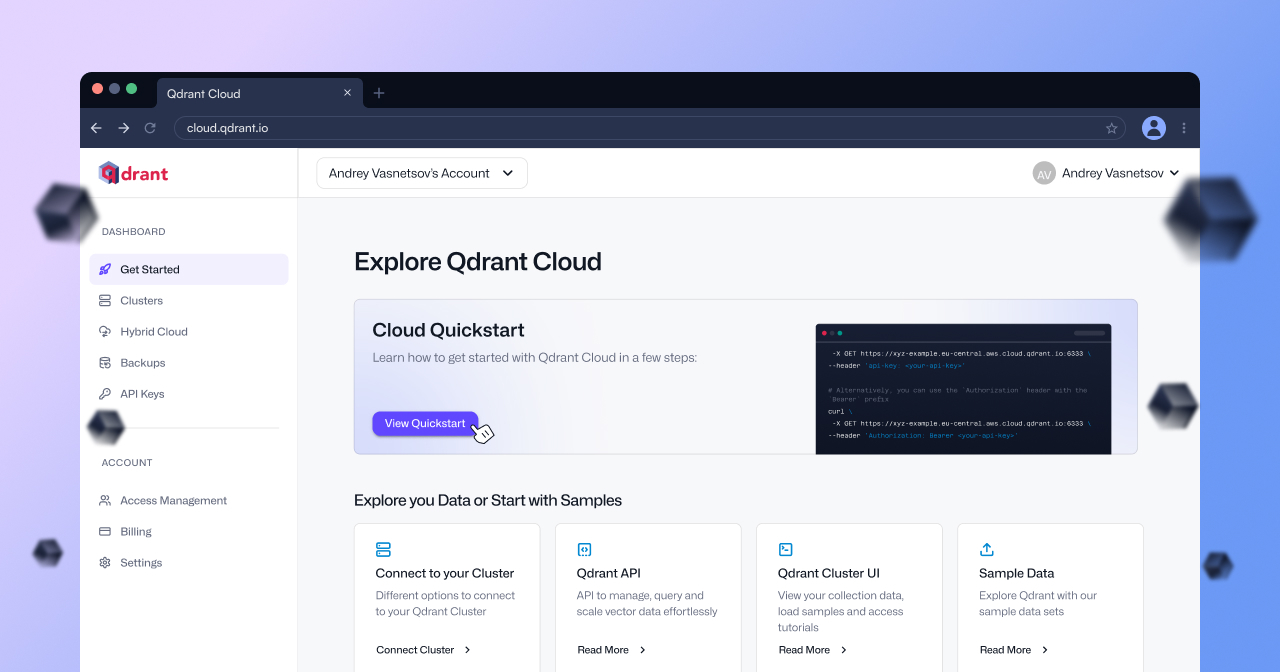 Qdrant Cloud
cloud.qdrant.io
qdrant
Andrey Vasnetsov's Account
AV
Andrey Vasnetsov
DASHBOARD
Get Started
Clusters
Hybrid Cloud
Backups
API Keys
ACCOUNT
Access Management
Billing
Settings
Explore Qdrant Cloud
Cloud Quickstart
Learn how to get started with Qdrant Cloud in a few steps:
View Quickstart
-X GET https://xyz-example.eu-central.aws.cloud.qdrant.io:6333 \
--header 'api-key: <your-api-key>'
# Alternatively, you can use the `Authorization` header with the
`Bearer` prefix
curl \
-X GET https://xyz-example.eu-central.aws.cloud.qdrant.io:6333 \
--header 'Authorization: Bearer <your-api-key>'
Explore you Data or Start with Samples
Connect to your Cluster
Different options to connect
to your Qdrant Cluster
Connect Cluster
Qdrant API
API to manage, query and
scale vector data effortlessly
Read More
Qdrant Cluster UI
View your collection data,
load samples and access
tutorials
Read More
Sample Data
Explore Qdrant with our
sample data sets
Read More